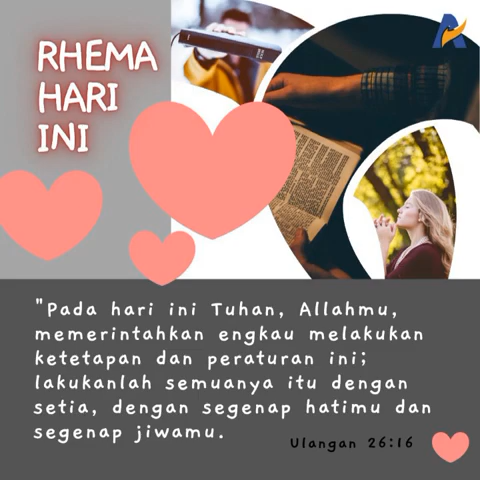 RHEMA
HARI
INI
"Pada hari ini Tuhan, Allahmu,
memerintahkan engkau melakukan
ketetapan dan peraturan ini;
lakukanlah semuanya itu dengan
setia, dengan segenap hatimu dan
segenap jiwamu.
Ulangan 26:16